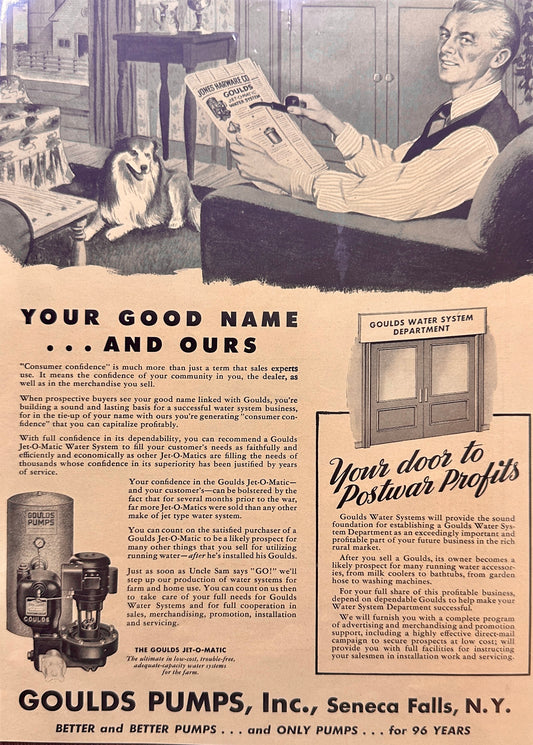 JONES HARWARE CO.
GOULDS
JET-O-MATIC
WATER SYSTEM
YOUR GOOD NAME
...AND OURS
"Consumer confidence" is much more than just a term that sales experts
use. It means the confidence of your community in you, the dealer, as
well as in the merchandise you sell.
When prospective buyers see your good name linked with Goulds, you're
building a sound and lasting basis for a successful water system business,
for in the tie-up of your name with ours you're generating "consumer con-
fidence" that you can capitalize profitably.
With full confidence in its dependability, you can recommend a Goulds
Jet-O-Matic Water System to fill your customer's needs as faithfully and
efficiently and economically as other Jet-O-Matics are filling the needs of
thousands whose confidence in its superiority has been justified by years
of service.
Your confidence in the Goulds Jet-O-Matic—
and your customer's—can be bolstered by the
fact that for several months prior to the war,
far more Jet-O-Matics were sold than any other
make of jet type water system.
You can count on the satisfied purchaser of a
Goulds Jet-O-Matic to be a likely prospect for
many other things that you sell for utilizing
running water—after he's installed his Goulds.
Just as soon as Uncle Sam says "GO!" we'll
step up our production of water systems for
farm and home use. You can count on us then
to take care of your full needs for Goulds
Water Systems and for full cooperation in
sales, merchandising, promotion, installation
and servicing.
GOULDS
PUMPS
GOULDS
THE GOULDS JET-O-MATIC
The ultimate in low-cost, trouble-free,
adequate-capacity water systems
for the farm.
GOULDS WATER SYSTEM
DEPARTMENT
Your door to
Postwar Profits
Goulds Water Systems will provide the sound
foundation for establishing a Goulds Water Sys-
tem Department as an exceedingly important and
profitable part of your future business in the rich
rural market.
After you sell a Goulds, its owner becomes a
likely prospect for many running water accessor-
ies, from milk coolers to bathtubs, from garden
hose to washing machines.
For your full share of this profitable business,
depend on dependable Goulds to help make your
Water System Department successful.
We will furnish you with a complete program
of advertising and merchandising and promotion
support, including a highly effective direct-mail
campaign to secure prospects at low cost; will
provide you with full facilities for instructing
your salesmen in installation work and servicing.
GOULDS PUMPS, Inc., Seneca Falls, N.Y.
BETTER and BETTER PUMPS ... and ONLY PUMPS ... for 96 YEARS